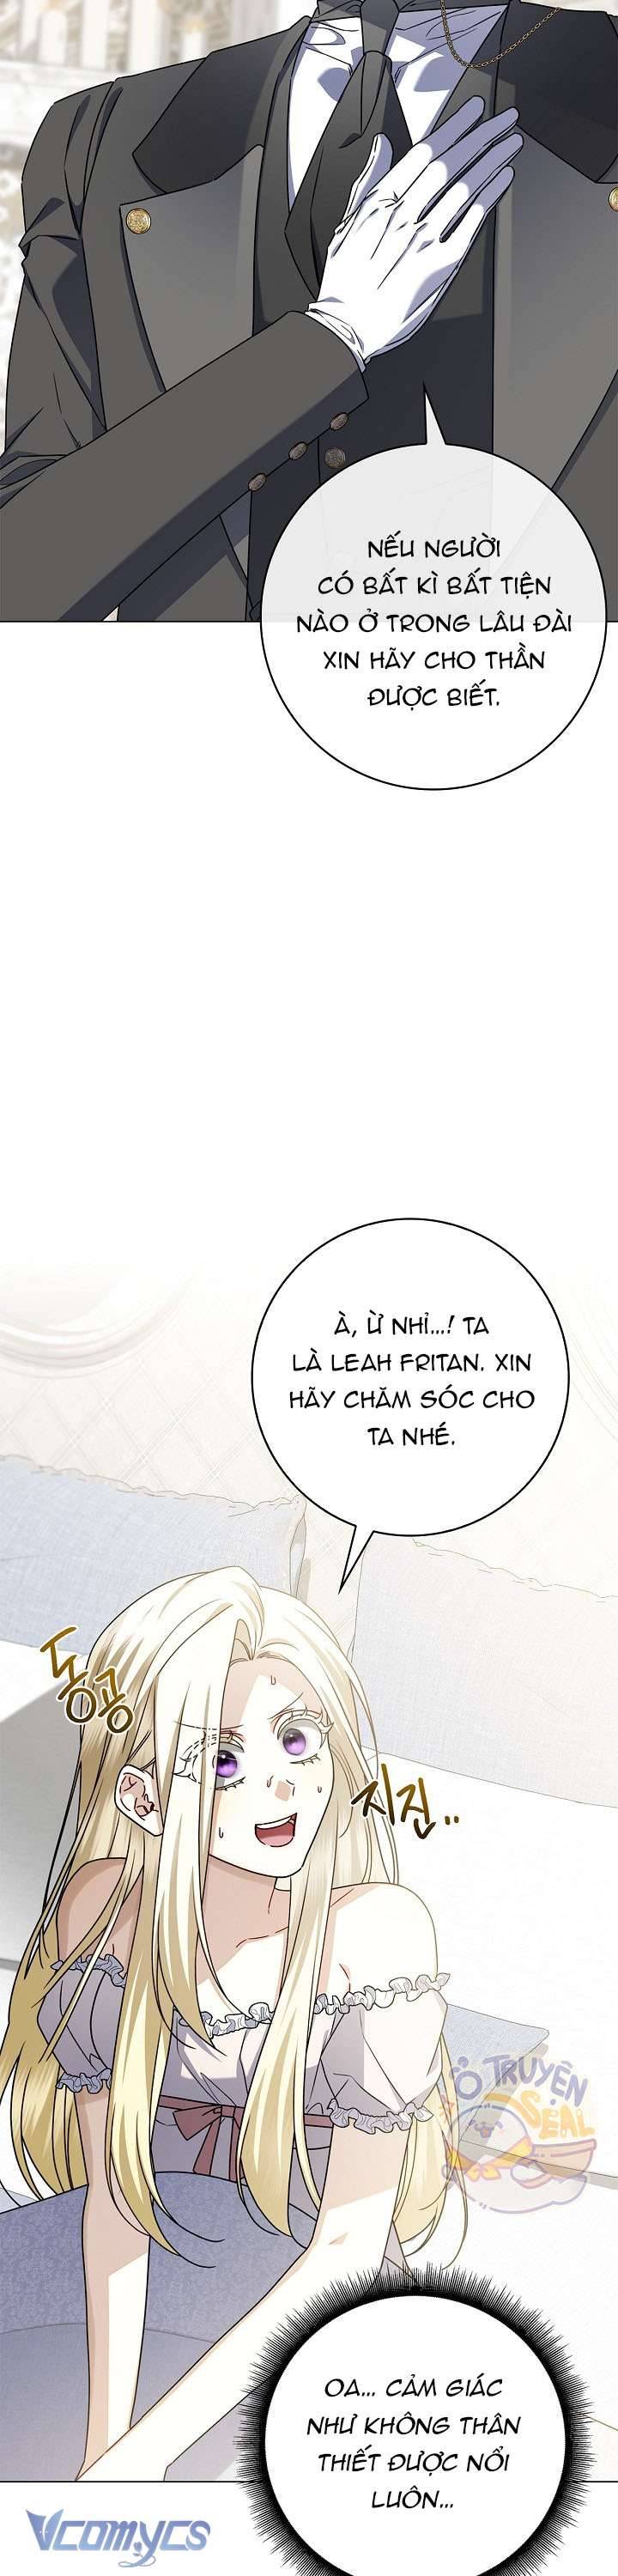 NẾU NGƯỜI
CÓ BẤT KÌ BẤT TIỆN
NÀO Ở TRONG LÂU ĐÀI
XIN HÃY CHO THẦN
ĐƯỢC BIẾT.
À, Ừ NHỈ...! TA
LÀ LEAH FRITAN. XIN
HÃY CHĂM SÓC CHO
TA NHÉ.
동공
지진..
Ổ TRUYỆN
SEAL
OA... CẢM GIÁC
NHƯ KHÔNG THÂN
THIẾT ĐƯỢC NỔI
LUÔN...
VCOMYCS